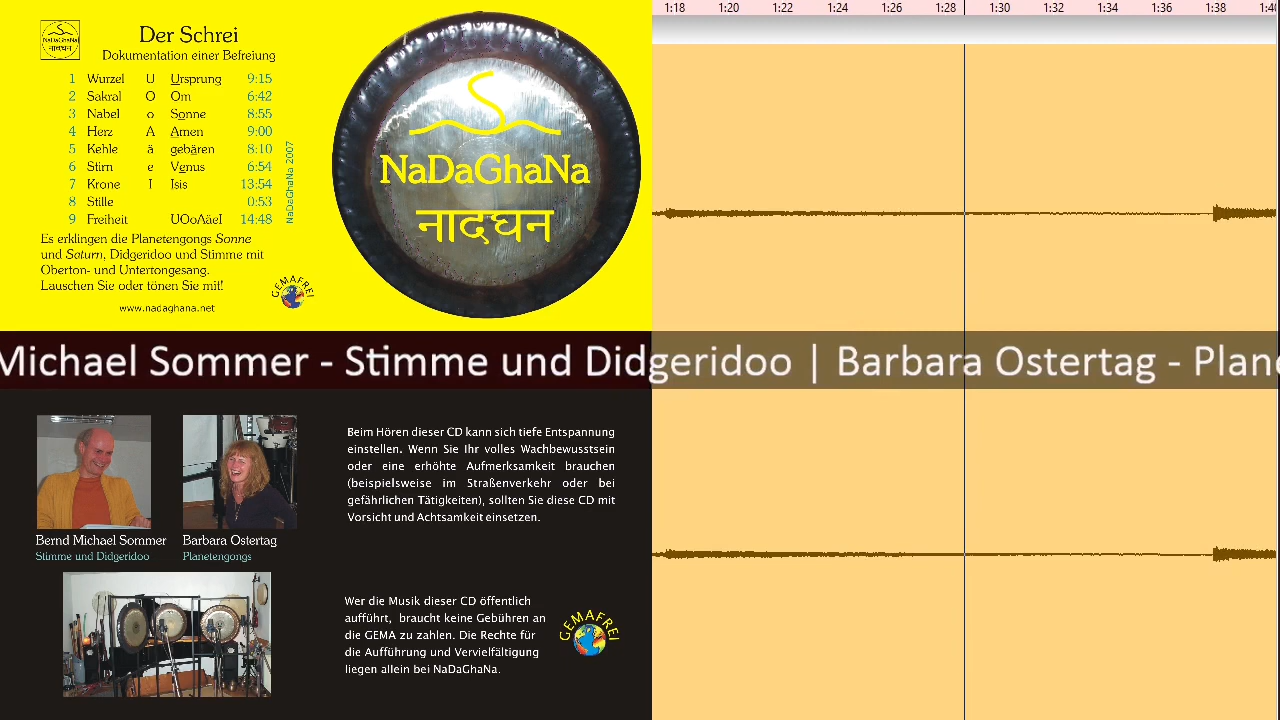 NaDaGhaNa
नादघन
Der Schrei
Dokumentation einer Befreiung
1 Wurzel U Ursprung 9:15
2 Sakral O Om 6:42
3 Nabel o Sonne 8:55
4 Herz A Amen 9:00
5 Kehle ä gebären 8:10
6 Stirn e Venus 6:54
7 Krone I Isis 13:54
8 Stille 0:53
9 Freiheit UOoAäeI 14:48
NaDaGhaNa 2007
Es erklingen die Planetengongs Sonne
und Saturn, Didgeridoo und Stimme mit
Oberton- und Untertongesang.
Lauschen Sie oder tönen Sie mit!
GEMAFREI
www.nadaghana.net
NaDaGhaNa
नादघन
1:18 1:20 1:22 1:24 1:26 1:28 1:30 1:32 1:34 1:36 1:38 1:40
Michael Sommer - Stimme und Didgeridoo | Barbara Ostertag - Plane
Bernd Michael Sommer
Stimme und Didgeridoo
Barbara Ostertag
Planetengongs
Beim Hören dieser CD kann sich tiefe Entspannung
einstellen. Wenn Sie Ihr volles Wachbewusstsein
oder eine erhöhte Aufmerksamkeit brauchen
(beispielsweise im Straßenverkehr oder bei
gefährlichen Tätigkeiten), sollten Sie diese CD mit
Vorsicht und Achtsamkeit einsetzen.
Wer die Musik dieser CD öffentlich
aufführt, braucht keine Gebühren an
die GEMA zu zahlen. Die Rechte für
die Aufführung und Vervielfältigung
liegen allein bei NaDaGhaNa.
GEMAFREI